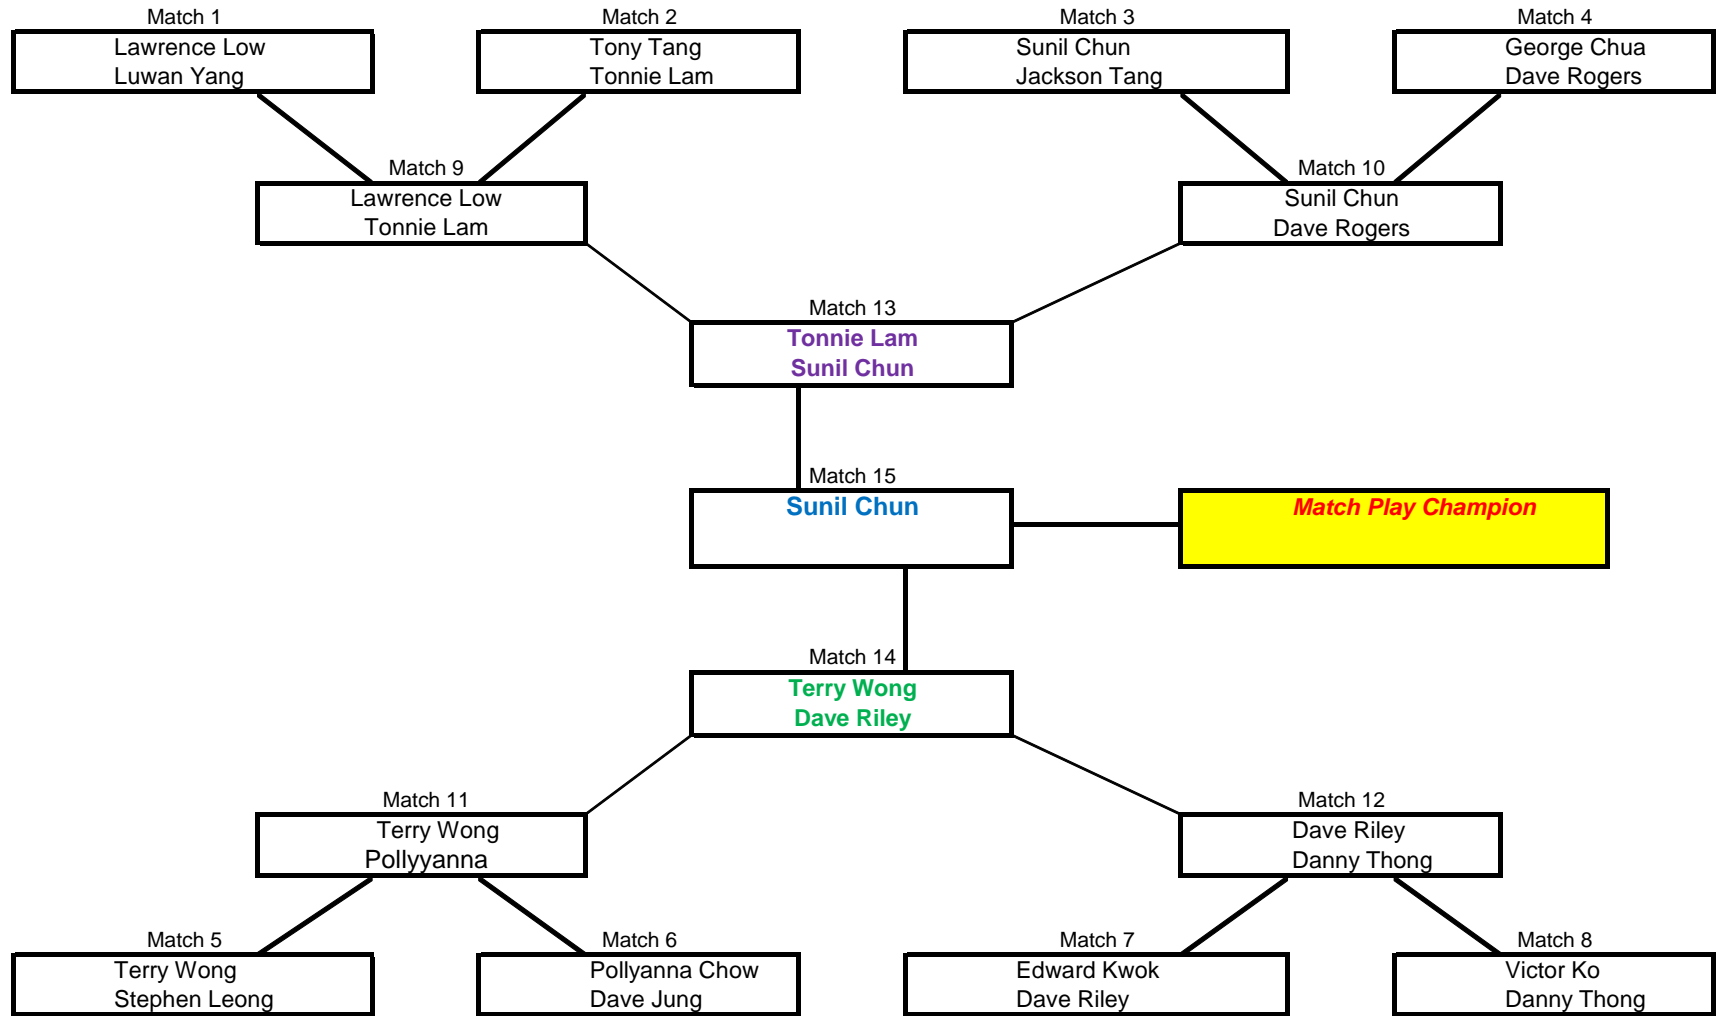 Match 1
Match 2
Match 3
Match 4
Lawrence Low
Luwan Yang
Tony Tang
Tonnie Lam
Sunil Chun
Jackson Tang
George Chua
Dave Rogers
Match 9
Match 10
Lawrence Low
Tonnie Lam
Sunil Chun
Dave Rogers
Match 13
Tonnie Lam
Sunil Chun
Match 15
Sunil Chun
Match Play Champion
Match 14
Terry Wong
Dave Riley
Match 11
Match 12
Terry Wong
Pollyyanna
Dave Riley
Danny Thong
Match 5
Match 6
Match 7
Match 8
Terry Wong
Stephen Leong
Pollyanna Chow
Dave Jung
Edward Kwok
Dave Riley
Victor Ko
Danny Thong